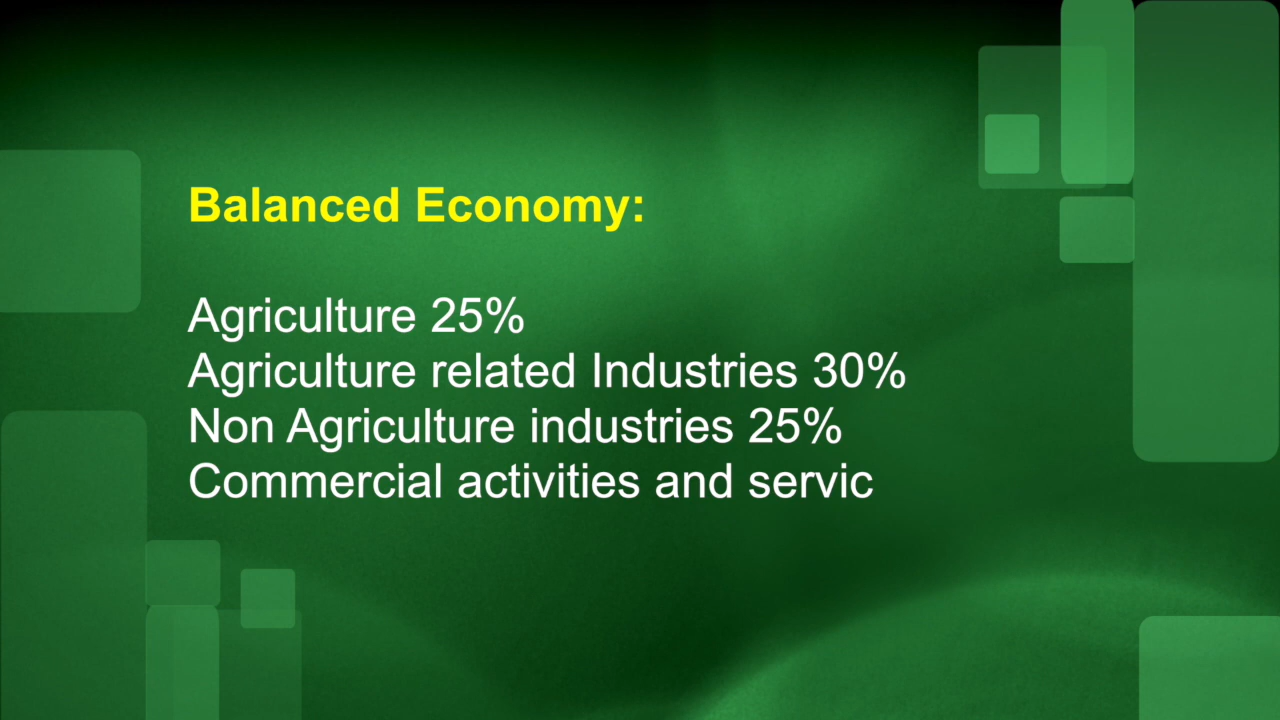 Balanced Economy:
Agriculture 25%
Agriculture related Industries 30%
Non Agriculture industries 25%
Commercial activities and servic